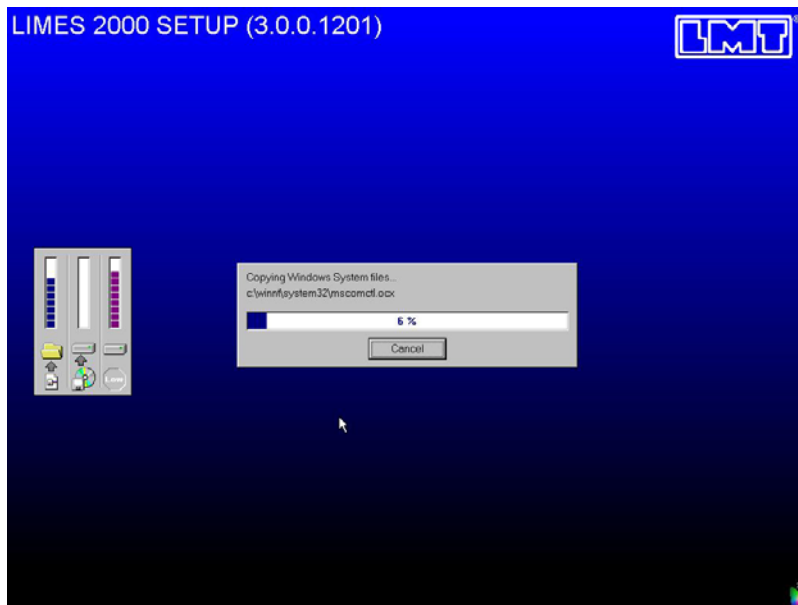 LIMES 2000 SETUP (3.0.0.1201)
LMT®
Copying Windows System files...
c:\winnt\system32\mscomctl.ocx
6 %
Cancel